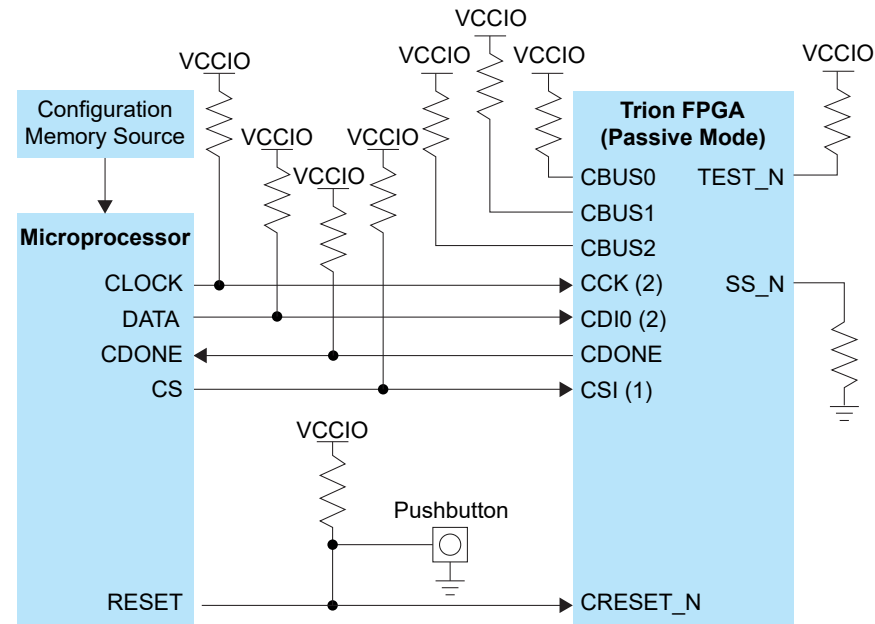 VCCIO
VCCIO
VCCIO
VCCIO
VCCIO
Configuration
Memory Source
Trion FPGA
(Passive Mode)
VCCIO
VCCIO
VCCIO
CBUS0
TEST_N
CBUS1
Microprocessor
CBUS2
CLOCK
CCK (2)
SS_N
DATA
CDI0 (2)
CDONE
CDONE
CS
CSI (1)
VCCIO
Pushbutton
RESET
CRESET_N